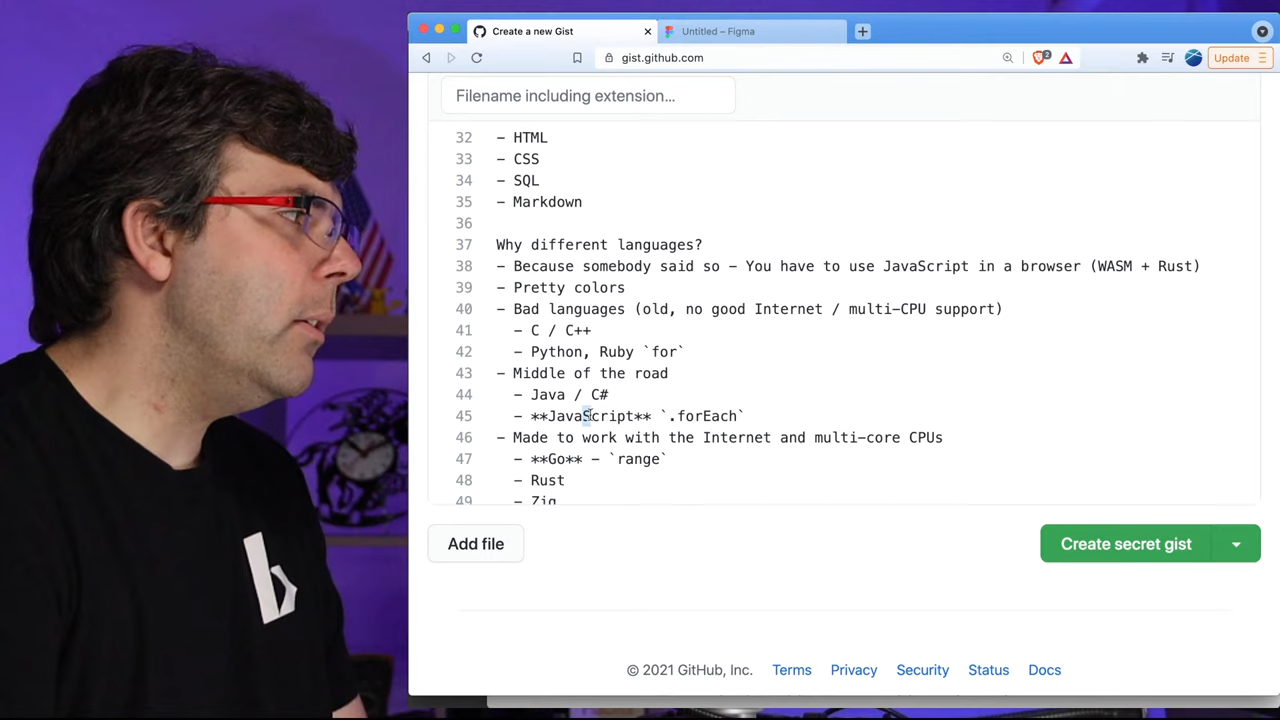 Create a new Gist
Untitled – Figma
gist.github.com
2
Update
Filename including extension...
32 - HTML
33 - CSS
34 - SQL
35 - Markdown
36
37 Why different languages?
38 - Because somebody said so - You have to use JavaScript in a browser (WASM + Rust)
39 - Pretty colors
40 - Bad languages (old, no good Internet / multi-CPU support)
41 - C / C++
42 - Python, Ruby `for`
43 - Middle of the road
44 - Java / C#
45 - **JavaScript** `.forEach`
46 - Made to work with the Internet and multi-core CPUs
47 - **Go** - `range`
48 - Rust
49 - Zig
Add file
Create secret gist
© 2021 GitHub, Inc. Terms Privacy Security Status Docs
b